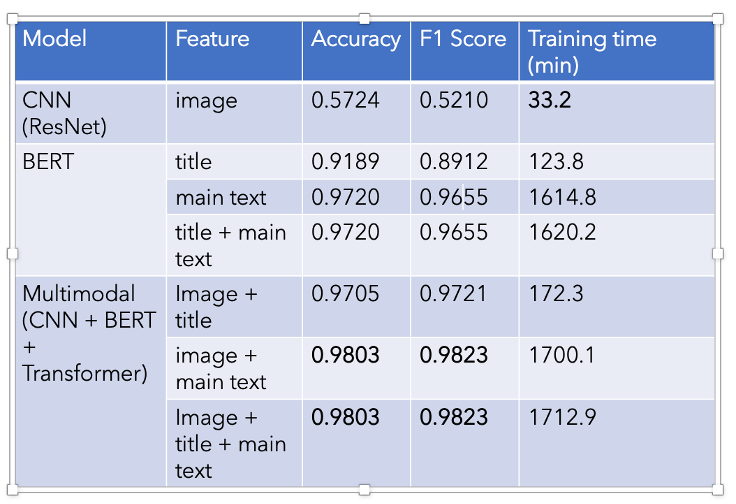 Model Feature Accuracy F1 Score Training time
(min)
CNN image 0.5724 0.5210 33.2
(ResNet)
BERT title 0.9189 0.8912 123.8
main text 0.9720 0.9655 1614.8
title + main 0.9720 0.9655 1620.2
text
Multimodal Image + 0.9705 0.9721 172.3
(CNN + BERT title
+ image + 0.9803 0.9823 1700.1
Transformer) main text
Image + 0.9803 0.9823 1712.9
title + main
text